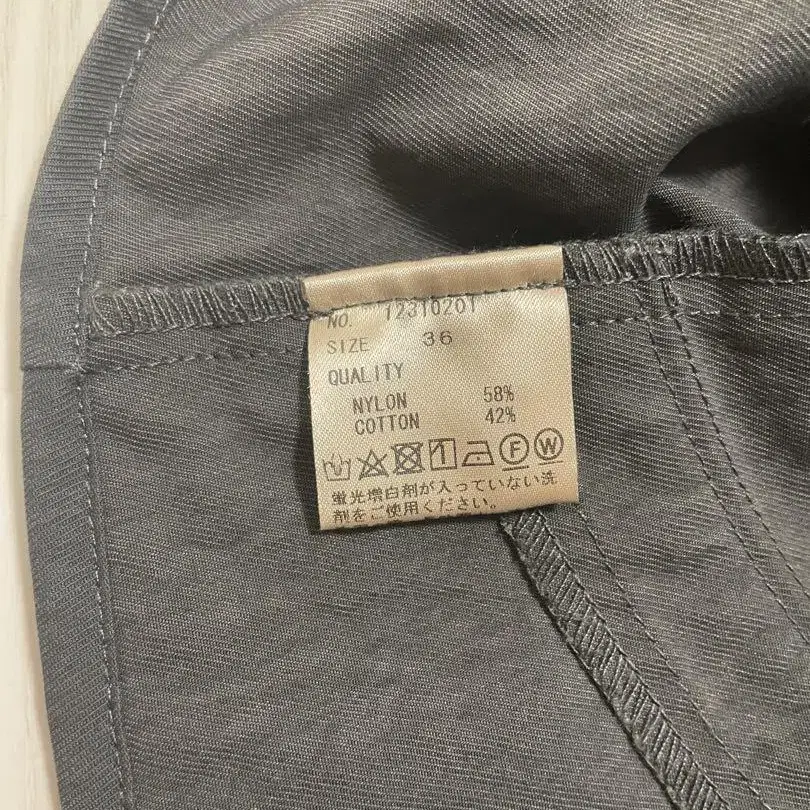 NO. 12310201
SIZE 36
QUALITY
NYLON 58%
COTTON 42%
F W
蛍光増白剤が入っていない洗
剤をご使用ください。